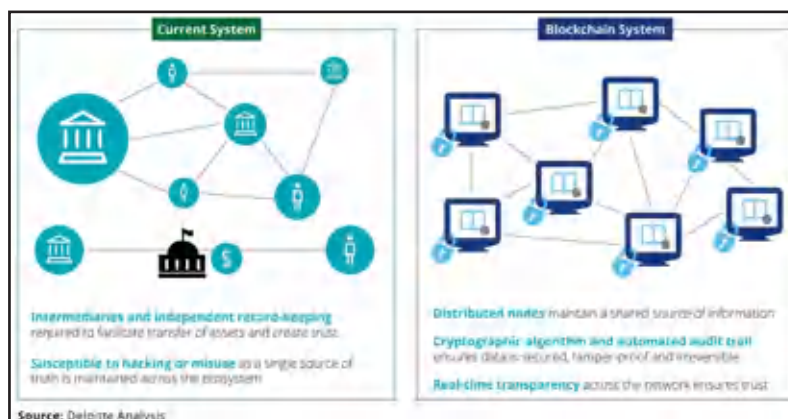 Current System
$
Intermediaries and independent record-keeping
required to facilitate transfer of assets and create trust
Susceptible to hacking or misuse as a single source of
truth is maintained across the ecosystem
Blockchain System
Distributed nodes maintain a shared source of information
Cryptographic algorithm and automated audit trail
ensures data is secured, tamper-proof and irreversible
Real-time transparency across the network ensures trust
Source: Deloitte Analysis